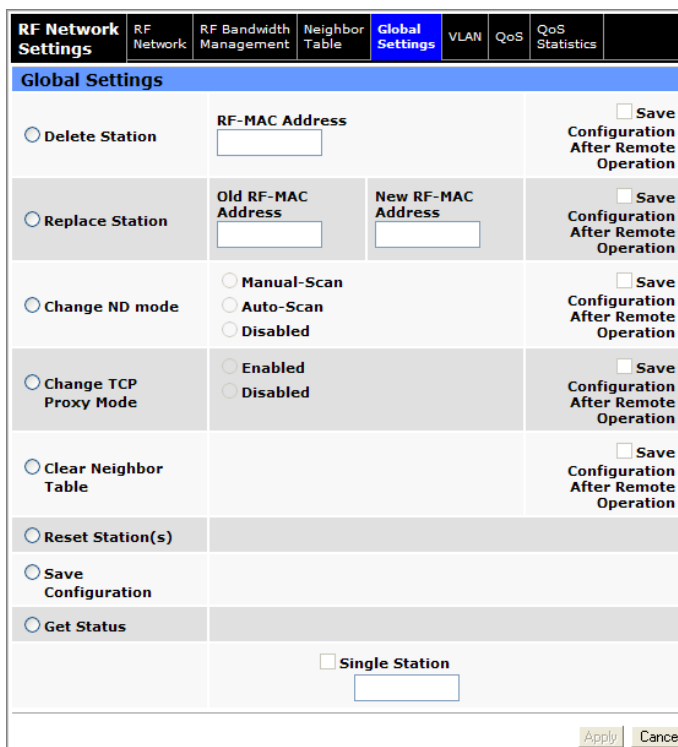 RF Network Settings
RF Network
RF Bandwidth Management
Neighbor Table
Global Settings
VLAN
QoS
QoS Statistics
Global Settings
Delete Station
RF-MAC Address
Save Configuration After Remote Operation
Replace Station
Old RF-MAC Address
New RF-MAC Address
Save Configuration After Remote Operation
Change ND mode
Manual-Scan
Auto-Scan
Disabled
Save Configuration After Remote Operation
Change TCP Proxy Mode
Enabled
Disabled
Save Configuration After Remote Operation
Clear Neighbor Table
Save Configuration After Remote Operation
Reset Station(s)
Save Configuration
Get Status
Single Station
Apply
Cance